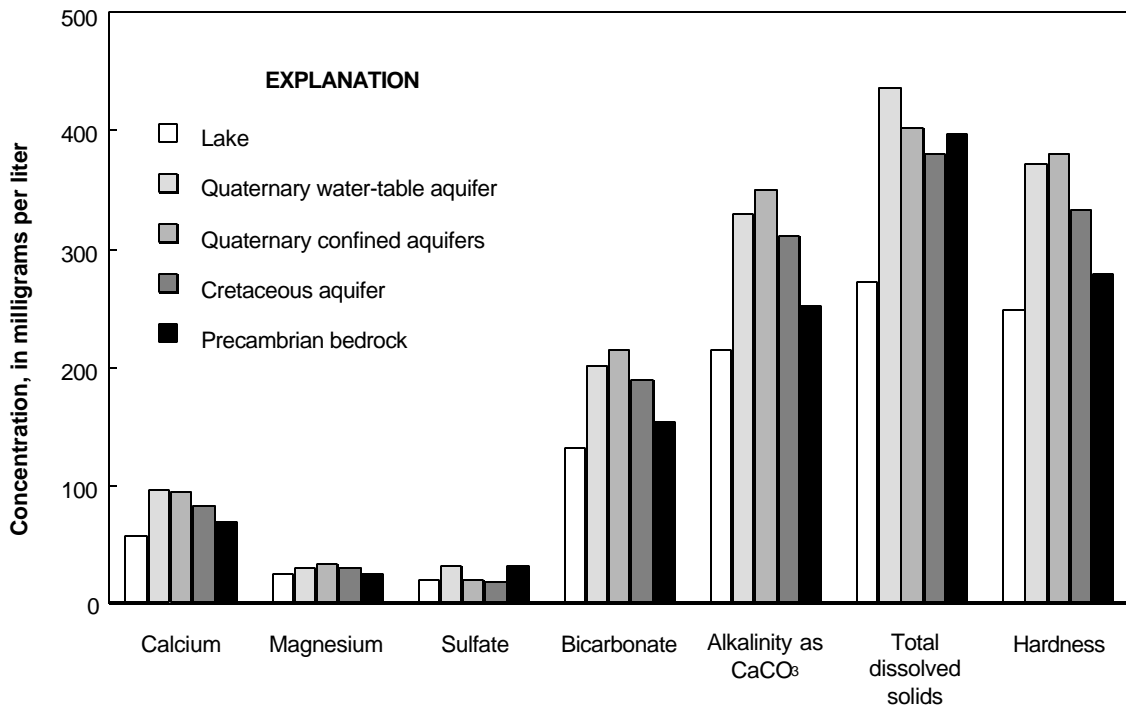 Concentration, in milligrams per liter
500
400
300
200
100
0
EXPLANATION
Lake
Quaternary water-table aquifer
Quaternary confined aquifers
Cretaceous aquifer
Precambrian bedrock
Calcium
Magnesium
Sulfate
Bicarbonate
Alkalinity as
CaCO3
Total
dissolved
solids
Hardness